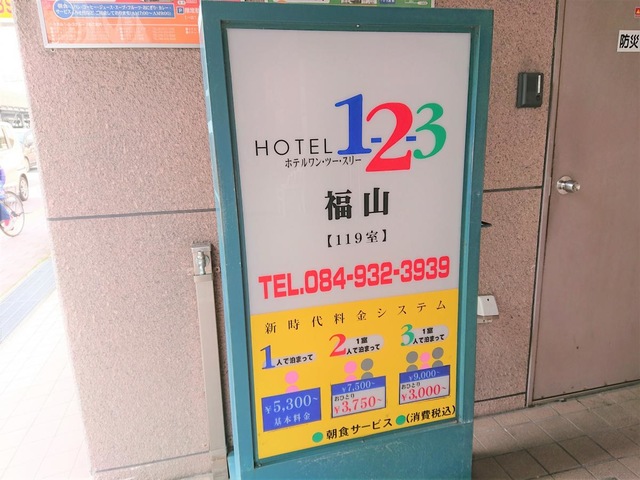 HOTEL 1-2-3
ホテルワン・ツー・スリー
福山
【119室】
TEL.084-932-3939
新時代料金システム
1人で泊まって
¥5,300~
基本料金
1室
2人で泊まって
¥7,500~
おひとり
¥3,750~
1室
3人で泊まって
¥9,000~
おひとり
¥3,000~
●朝食サービス●(消費税込)
防災